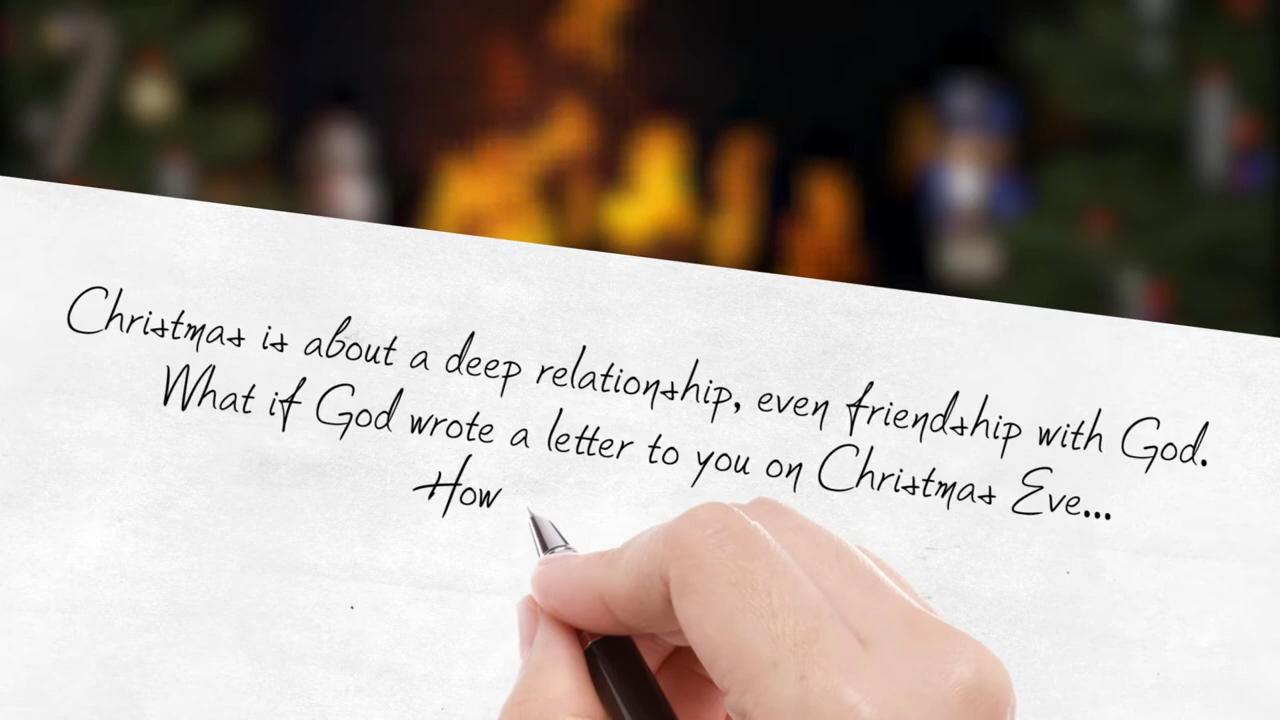 Christmas is about a deep relationship, even friendship with God.
What if God wrote a letter to you on Christmas Eve...
How